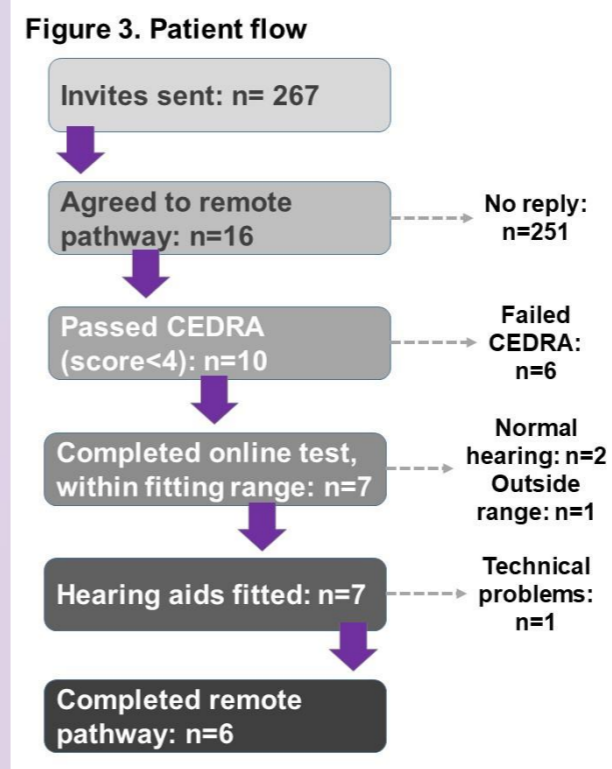 Figure 3. Patient flow
Invites sent: n= 267
Agreed to remote
pathway: n=16
No reply:
n=251
Passed CEDRA
(score<4): n=10
Failed
CEDRA:
n=6
Completed online test,
within fitting range: n=7
Normal
hearing: n=2
Outside
range: n=1
Hearing aids fitted: n=7
Technical
problems:
n=1
Completed remote
pathway: n=6